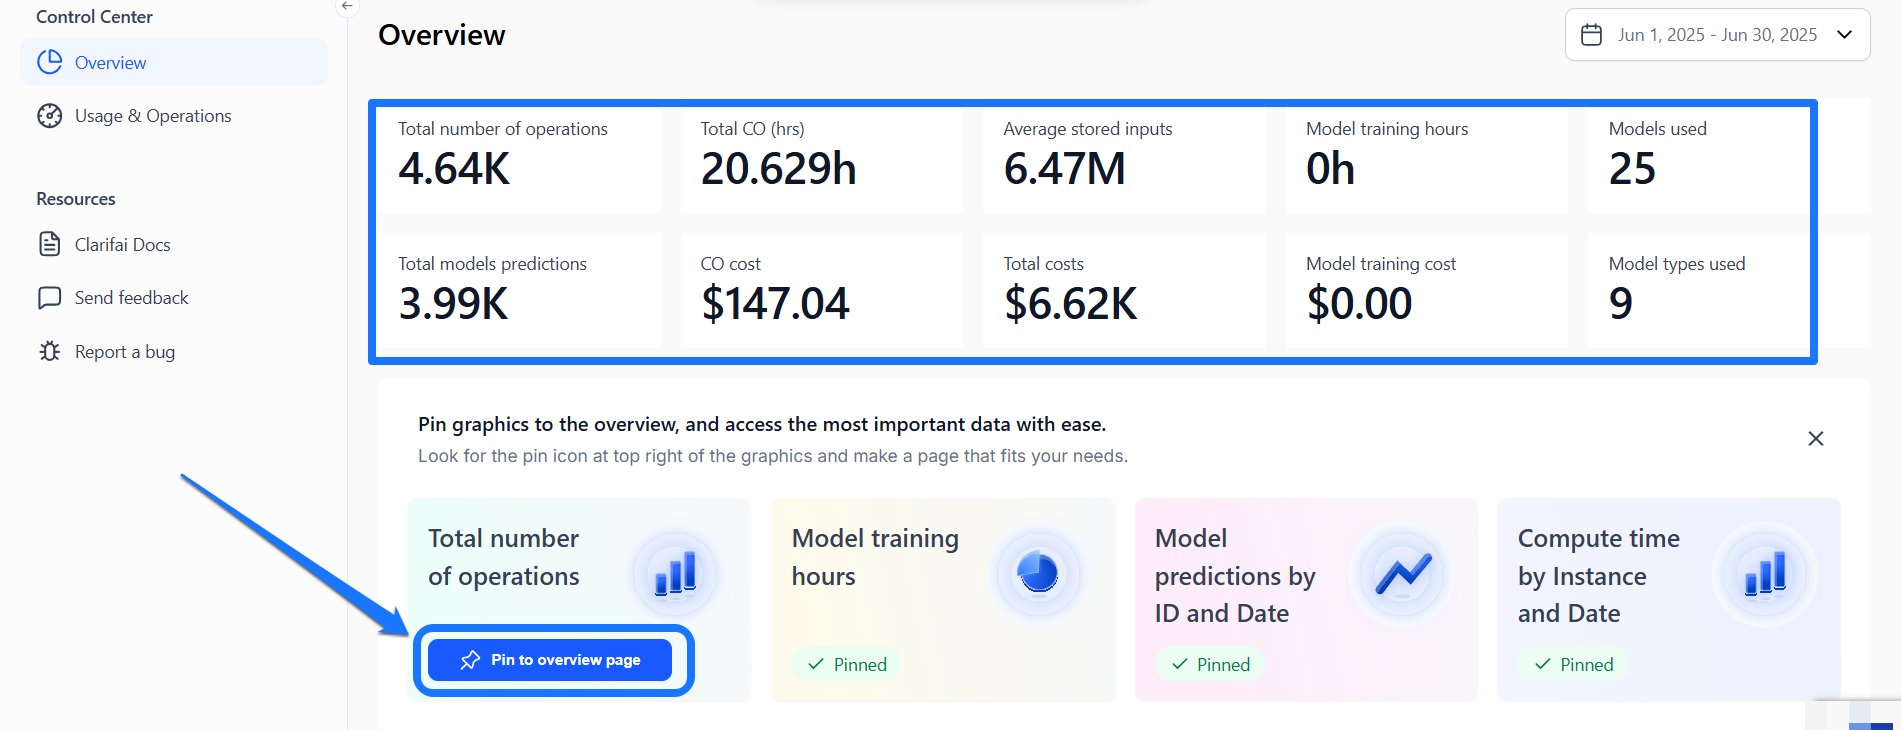 Control Center
Overview
Usage & Operations
Resources
Clarifai Docs
Send feedback
Report a bug
Overview
Jun 1, 2025 - Jun 30, 2025
Total number of operations
4.64K
Total CO (hrs)
20.629h
Average stored inputs
6.47M
Model training hours
0h
Models used
25
Total models predictions
3.99K
CO cost
$147.04
Total costs
$6.62K
Model training cost
$0.00
Model types used
9
Pin graphics to the overview, and access the most important data with ease.
Look for the pin icon at top right of the graphics and make a page that fits your needs.
Total number
of operations
Pin to overview page
Model training
hours
Pinned
Model
predictions by
ID and Date
Pinned
Compute time
by Instance
and Date
Pinned